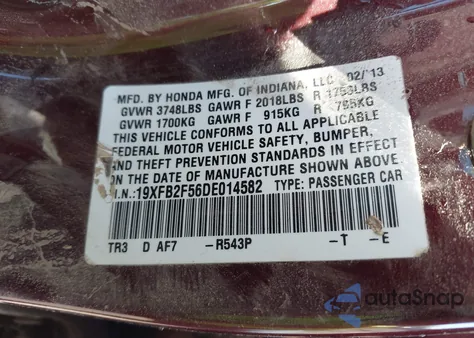 MFD. BY HONDA MFG. OF INDIANA, LLC 02/13
GVWR 3748LBS GAWR F 2018LBS R 1753LBS
GVWR 1700KG GAWR F 915KG R 795KG
THIS VEHICLE CONFORMS TO ALL APPLICABLE
FEDERAL MOTOR VEHICLE SAFETY, BUMPER,
AND THEFT PREVENTION STANDARDS IN EFFECT
ON THE DATE OF MANUFACTURE SHOWN ABOVE.
V.I.N.:19XFB2F56DE014582 TYPE: PASSENGER CAR
TR3 D AF7 -R543P -T -E
autoSnap